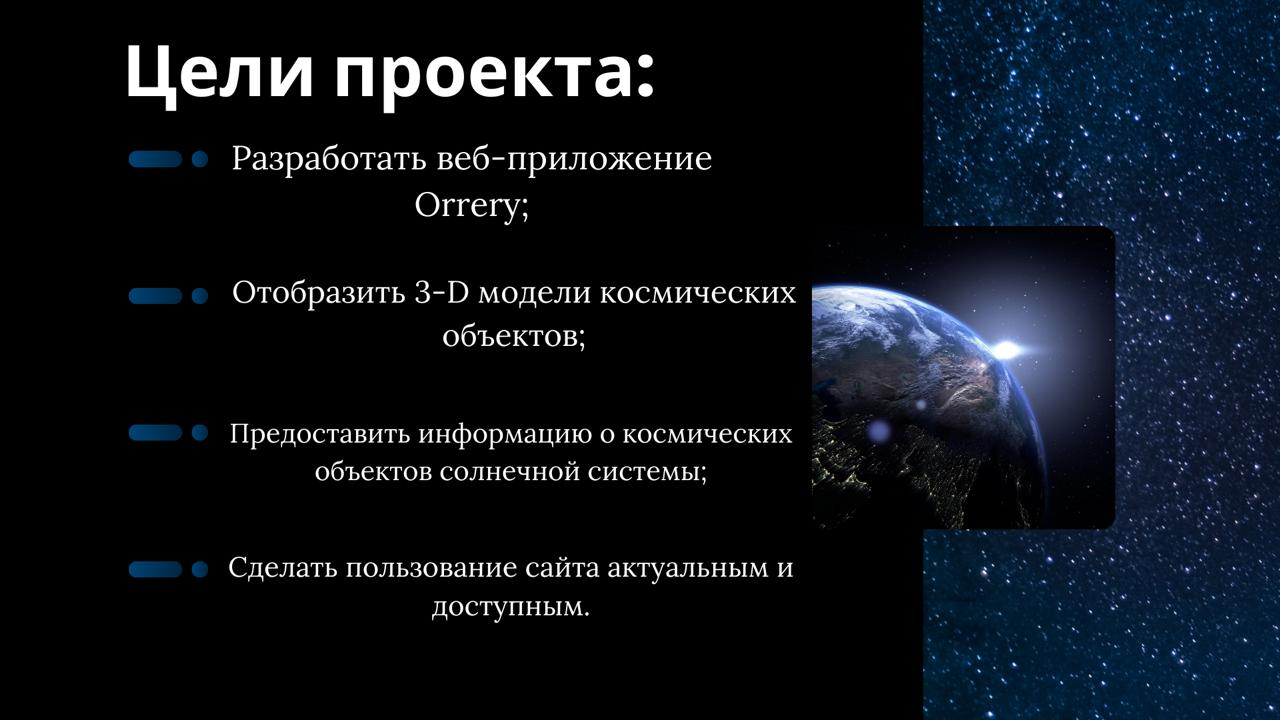 Цели проекта:
Разработать веб-приложение
Orrery;
Отобразить 3-D модели космических
объектов;
Предоставить информацию о космических
объектов солнечной системы;
Сделать пользование сайта актуальным и
доступным.